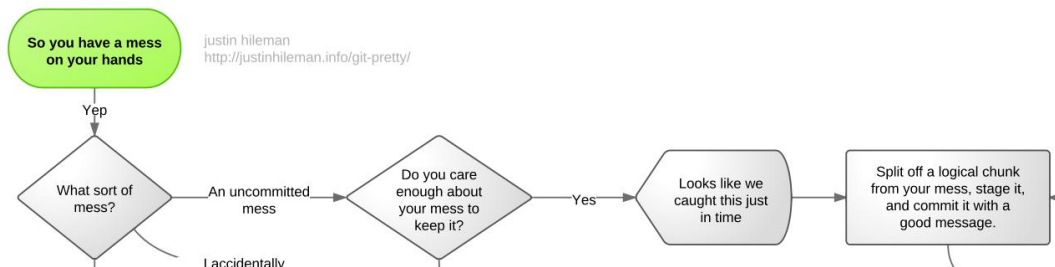 So you have a mess
on your hands
justin hileman
http://justinhileman.info/git-pretty/
Yep
What sort of
mess?
An uncommitted
mess
Do you care
enough about
your mess to
keep it?
Yes
Looks like we
caught this just
in time
Split off a logical chunk
from your mess, stage it,
and commit it with a
good message.
I accidentally